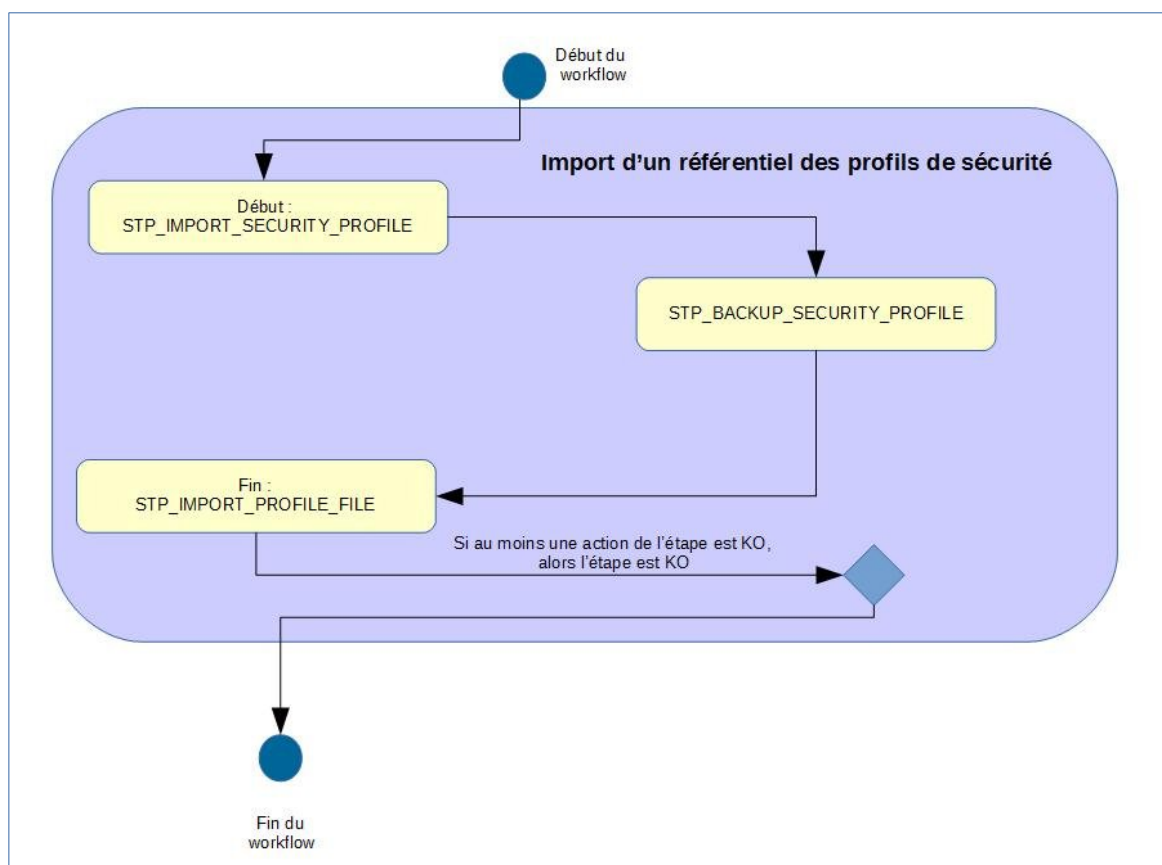 Début du
workflow
Import d'un référentiel des profils de sécurité
Début :
STP_IMPORT_SECURITY_PROFILE
STP_BACKUP_SECURITY_PROFILE
Fin :
STP_IMPORT_PROFILE_FILE
Si au moins une action de l'étape est KO,
alors l'étape est KO
Fin du
workflow